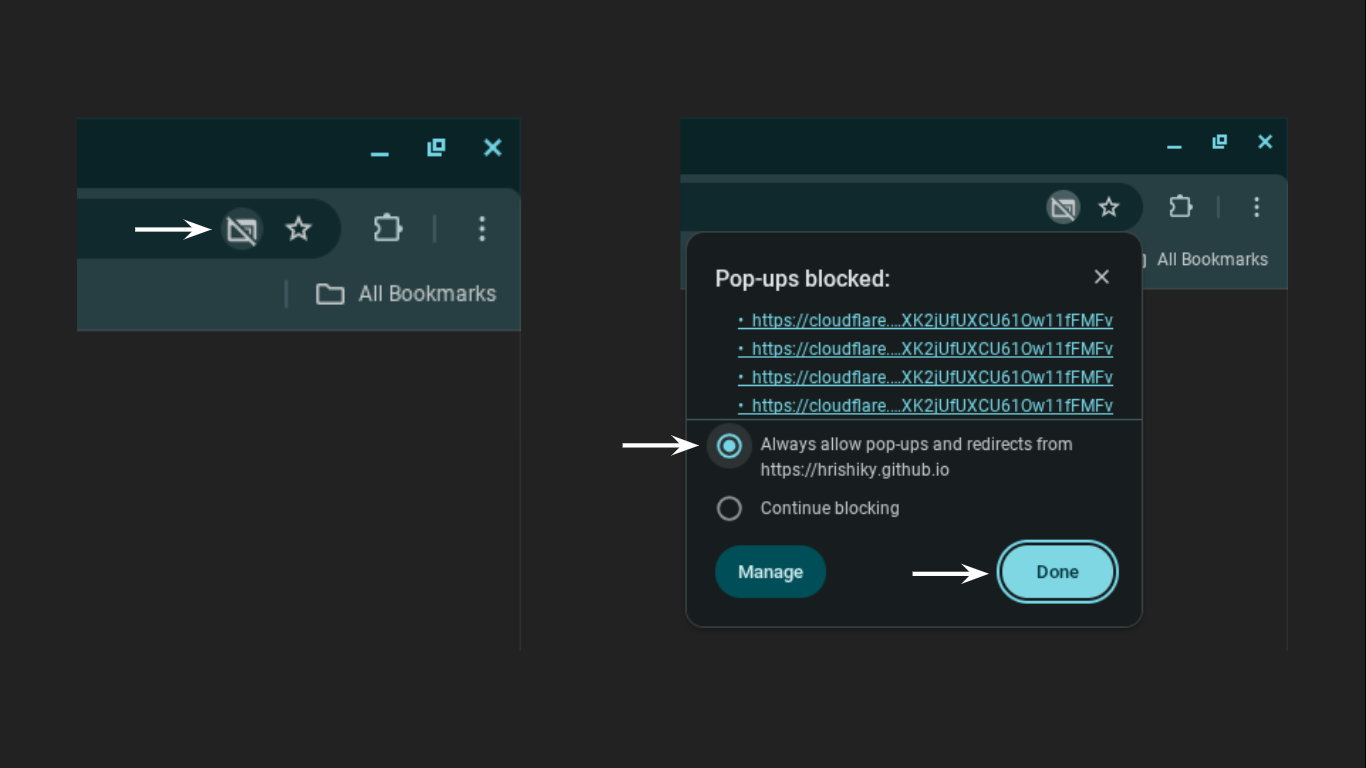 All Bookmarks
All Bookmarks
Pop-ups blocked:
• https://cloudflare....XK2jUfUXCU61Ow11fFMFv
• https://cloudflare....XK2jUfUXCU61Ow11fFMFv
• https://cloudflare....XK2jUfUXCU61Ow11fFMFv
• https://cloudflare....XK2jUfUXCU61Ow11fFMFv
Always allow pop-ups and redirects from
https://hrishiky.github.io
Continue blocking
Manage
Done